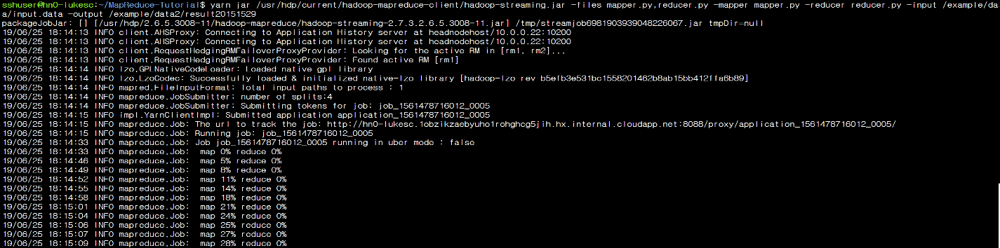 sshuser@hn0-lukesc:~/MapReduce-Tutorial$ yarn jar /usr/hdp/current/hadoop-mapreduce-client/hadoop-streaming.jar -files mapper.py,reducer.py -mapper mapper.py -reducer reducer.py -input /example/da
a/input.data -output /example/data2/result20151529
packageJobJar: [] [/usr/hdp/2.6.5.3008-11/hadoop-mapreduce/hadoop-streaming-2.7.3.2.6.5.3008-11.jar] /tmp/streamjob6981903939048226067.jar tmpDir=null
19/06/25 18:14:13 INFO client.AHSProxy: Connecting to Application History server at headnodehost/10.0.0.22:10200
19/06/25 18:14:13 INFO client.AHSProxy: Connecting to Application History server at headnodehost/10.0.0.22:10200
19/06/25 18:14:13 INFO client.RequestHedgingRMFailoverProxyProvider: Looking for the active RM in [rm1, rm2]...
19/06/25 18:14:13 INFO client.RequestHedgingRMFailoverProxyProvider: Found active RM [rm1]
19/06/25 18:14:14 INFO lzo.GPLNativeCodeLoader: Loaded native gpl library
19/06/25 18:14:14 INFO lzo.LzoCodec: Successfully loaded & initialized native-lzo library [hadoop-lzo rev b5efb3e531bc1558201462b8ab15bb412ffa6b89]
19/06/25 18:14:14 INFO mapred.FileInputFormat: Total input paths to process : 1
19/06/25 18:14:14 INFO mapreduce.JobSubmitter: number of splits:4
19/06/25 18:14:14 INFO mapreduce.JobSubmitter: Submitting tokens for job: job_1561478716012_0005
19/06/25 18:14:15 INFO impl.YarnClientImpl: Submitted application application_1561478716012_0005
19/06/25 18:14:15 INFO mapreduce.Job: The url to track the job: http://hn0-lukesc.1obzikzaebyuho1rohghcg5jih.hx.internal.cloudapp.net:8088/proxy/application_1561478716012_0005/
19/06/25 18:14:15 INFO mapreduce.Job: Running job: job_1561478716012_0005
19/06/25 18:14:33 INFO mapreduce.Job: Job job_1561478716012_0005 running in uber mode : false
19/06/25 18:14:33 INFO mapreduce.Job:  map 0% reduce 0%
19/06/25 18:14:46 INFO mapreduce.Job:  map 5% reduce 0%
19/06/25 18:14:49 INFO mapreduce.Job:  map 8% reduce 0%
19/06/25 18:14:52 INFO mapreduce.Job:  map 11% reduce 0%
19/06/25 18:14:55 INFO mapreduce.Job:  map 14% reduce 0%
19/06/25 18:14:58 INFO mapreduce.Job:  map 18% reduce 0%
19/06/25 18:15:01 INFO mapreduce.Job:  map 21% reduce 0%
19/06/25 18:15:04 INFO mapreduce.Job:  map 24% reduce 0%
19/06/25 18:15:06 INFO mapreduce.Job:  map 25% reduce 0%
19/06/25 18:15:07 INFO mapreduce.Job:  map 27% reduce 0%
19/06/25 18:15:09 INFO mapreduce.Job:  map 28% reduce 0%